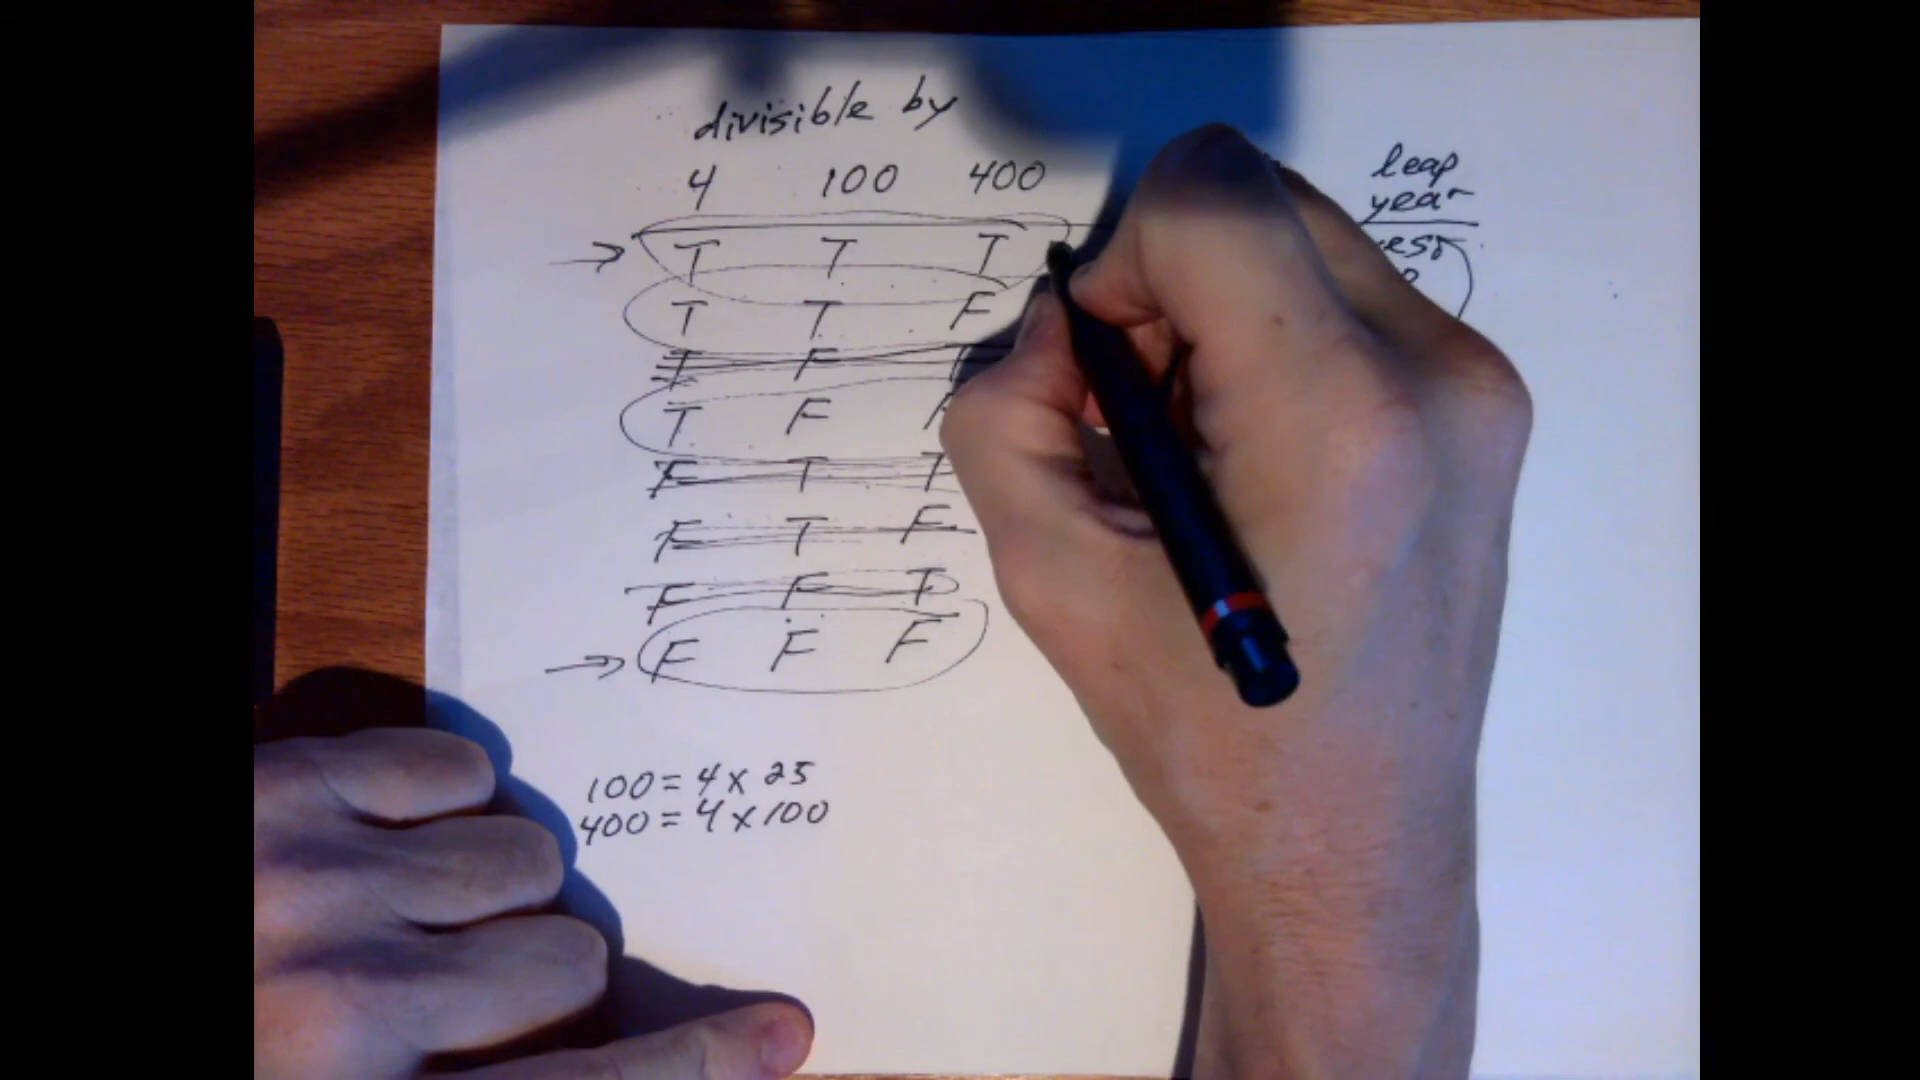 divisible by
4 100 400 leap
year
T T T
T T F
T F
T F
F T T
F T F
F F T
F F F
100 = 4 x 25
400 = 4 x 100